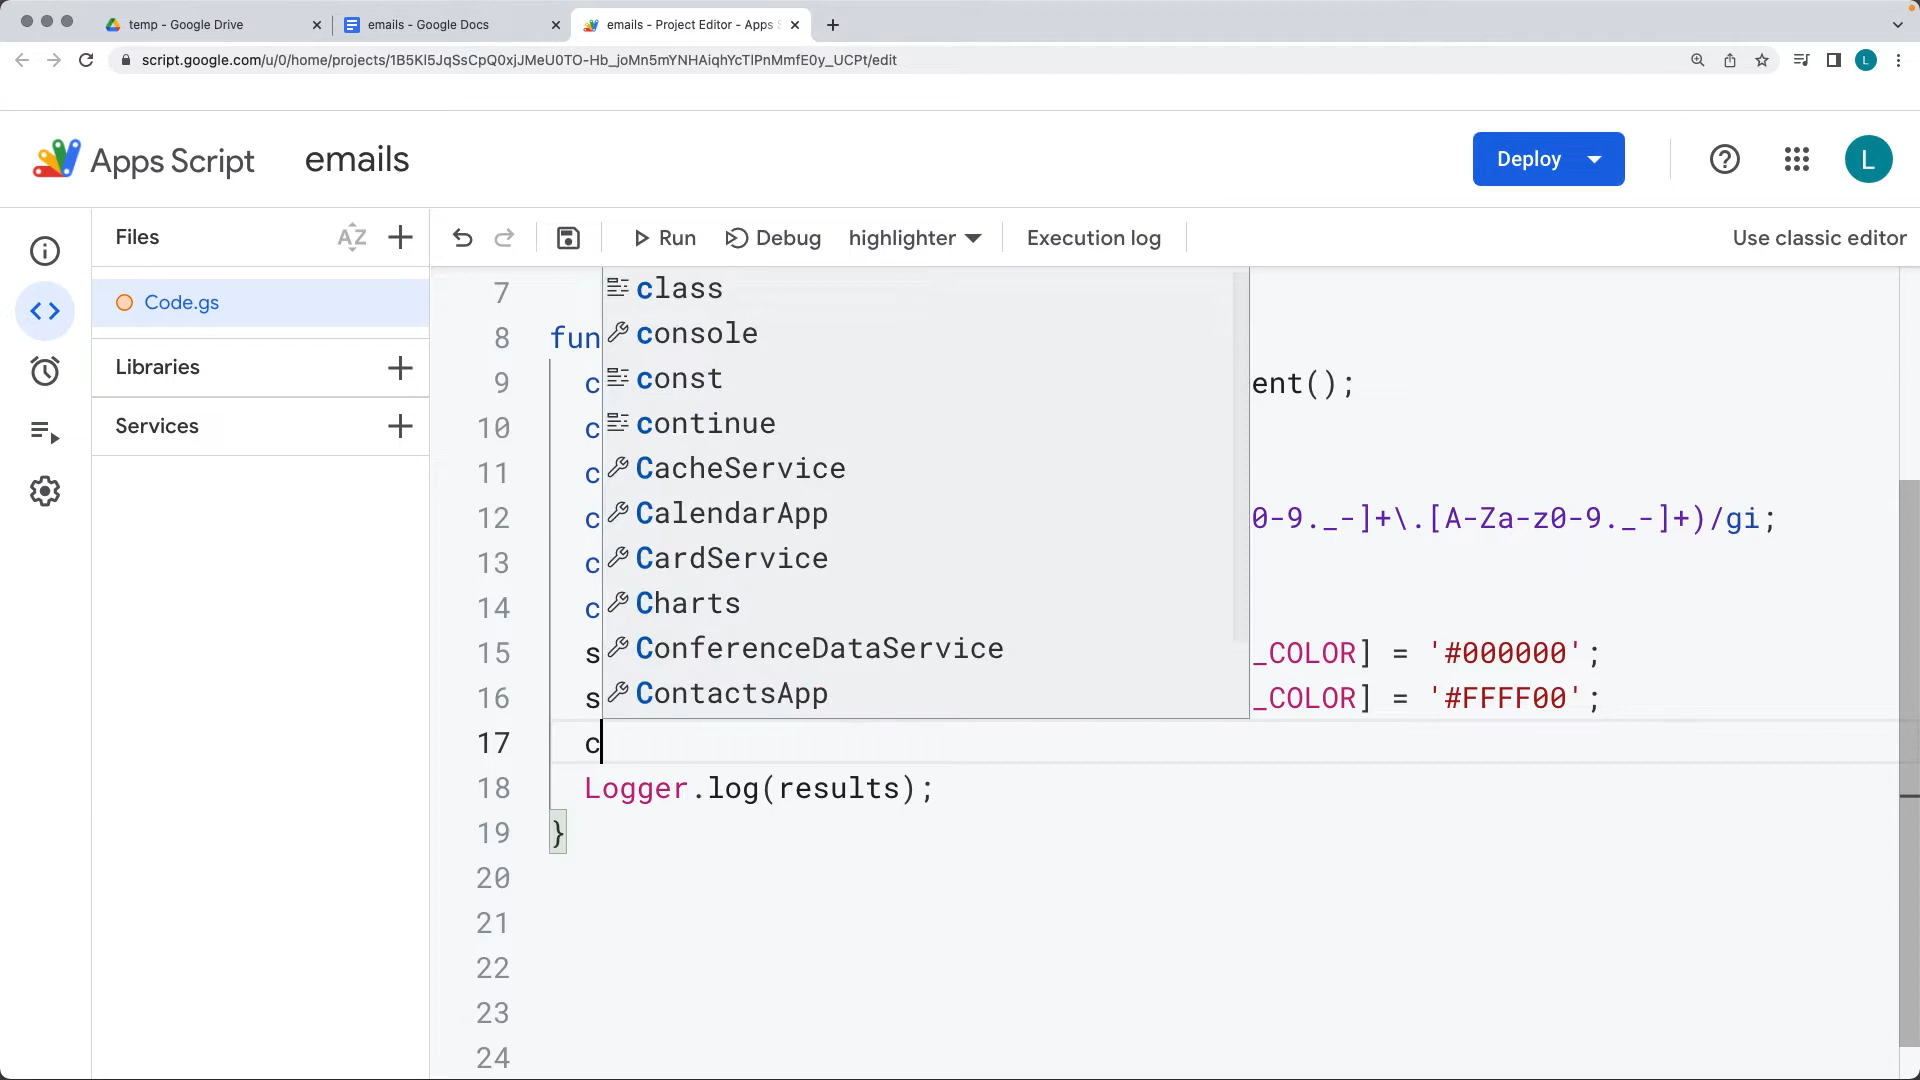 temp - Google Drive
emails - Google Docs
emails - Project Editor - Apps S
script.google.com/u/0/home/projects/1B5Kl5JqSsCpQ0xjJMeU0TO-Hb_joMn5mYNHAiqhYcTlPnMmfE0y_UCPt/edit
L
Apps Script
emails
Deploy
L
Files
AZ
Run
Debug
highlighter
Execution log
Use classic editor
Code.gs
Libraries
Services
class
console
const
continue
CacheService
CalendarApp
CardService
Charts
ConferenceDataService
ContactsApp
7
8 fun
9 c ent();
10 c
11 c
12 c 0-9._-]+\.[A-Za-z0-9._-]+)/gi;
13 c
14 c
15 s _COLOR] = '#000000';
16 s _COLOR] = '#FFFF00';
17 c
18 Logger.log(results);
19 }
20
21
22
23
24